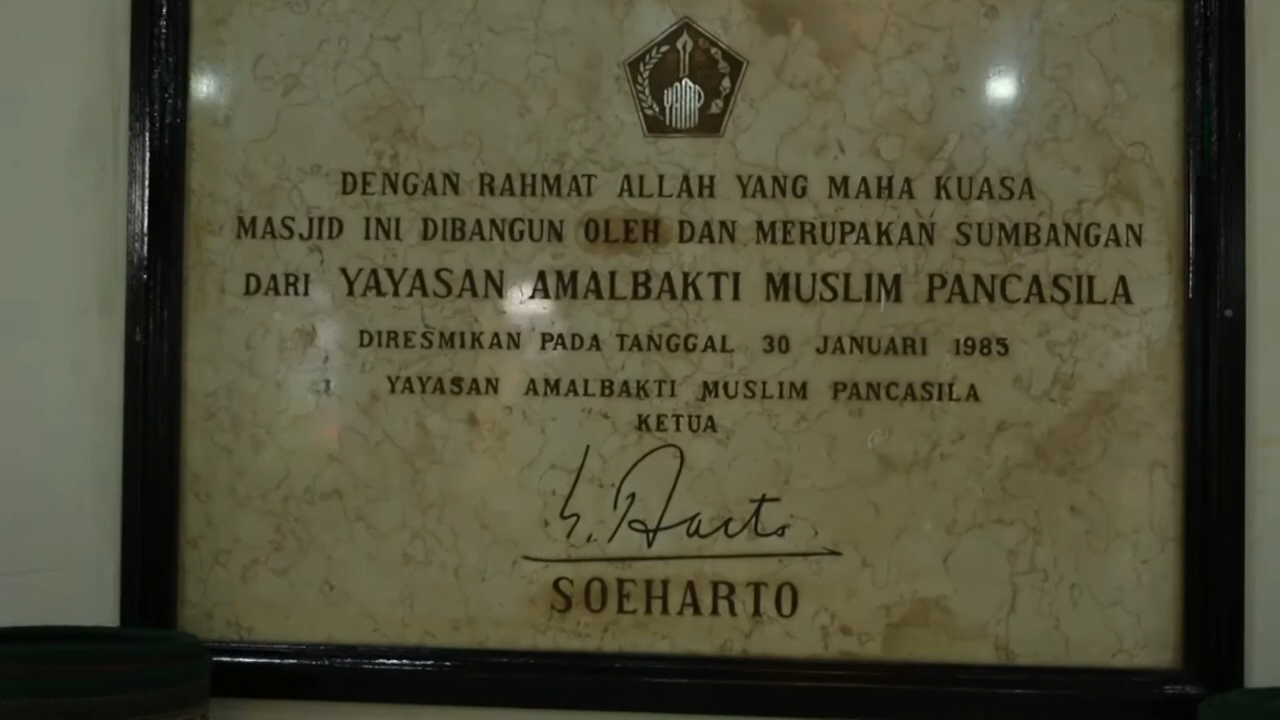 YAMP
DENGAN RAHMAT ALLAH YANG MAHA KUASA
MASJID INI DIBANGUN OLEH DAN MERUPAKAN SUMBANGAN
DARI YAYASAN AMALBAKTI MUSLIM PANCASILA
DIRESMIKAN PADA TANGGAL 30 JANUARI 1985
YAYASAN AMALBAKTI MUSLIM PANCASILA
KETUA
S. Harto
SOEHARTO